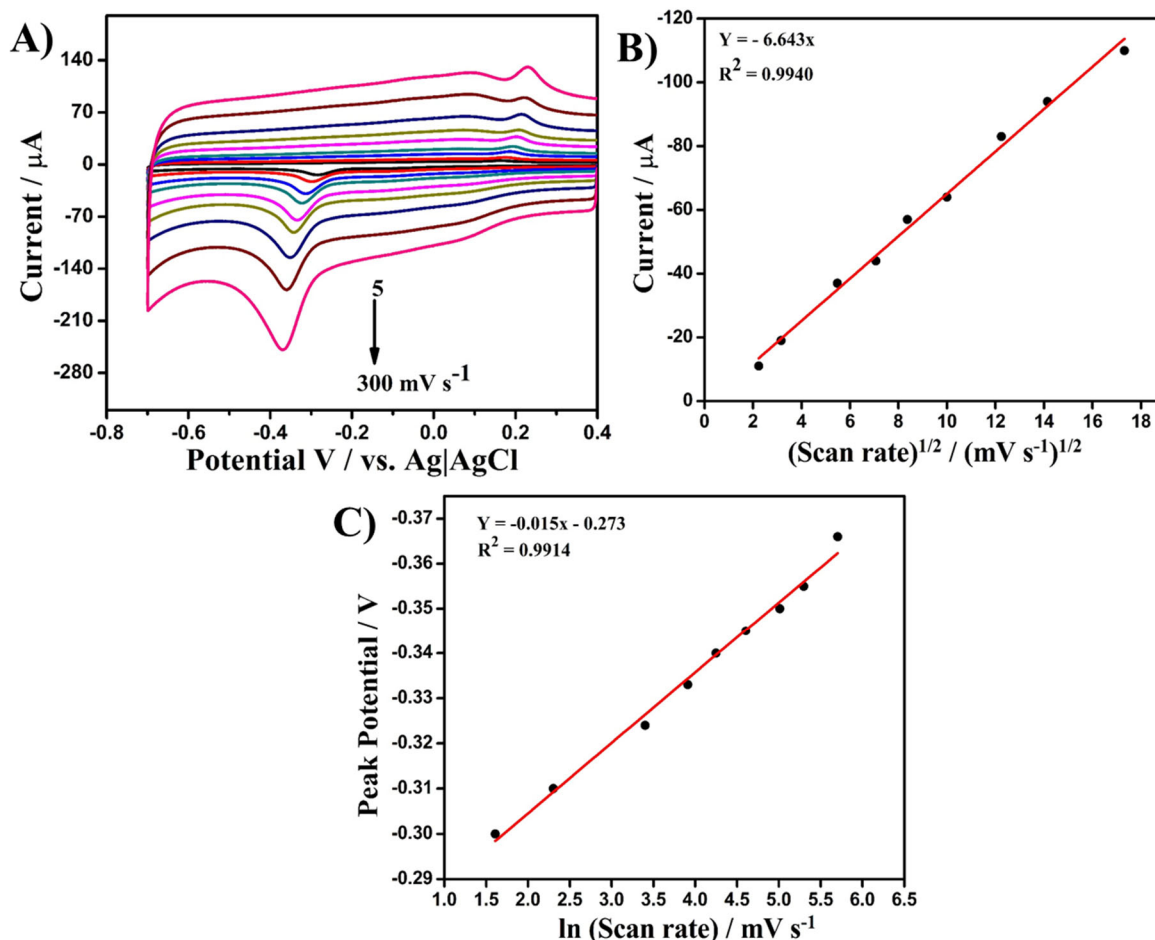 A)
140
70
0
-70
-140
-210
-280
Current / μA
5
300 mV s⁻¹
-0.8 -0.6 -0.4 -0.2 0.0 0.2 0.4
Potential V / vs. Ag|AgCl
B)
Y = - 6.643x
R² = 0.9940
-120
-100
-80
-60
-40
-20
0
Current / μA
0 2 4 6 8 10 12 14 16 18
(Scan rate)¹/² / (mV s⁻¹)¹/²
C)
Y = -0.015x - 0.273
R² = 0.9914
-0.37
-0.36
-0.35
-0.34
-0.33
-0.32
-0.31
-0.30
-0.29
Peak Potential / V
1.0 1.5 2.0 2.5 3.0 3.5 4.0 4.5 5.0 5.5 6.0 6.5
ln (Scan rate) / mV s⁻¹